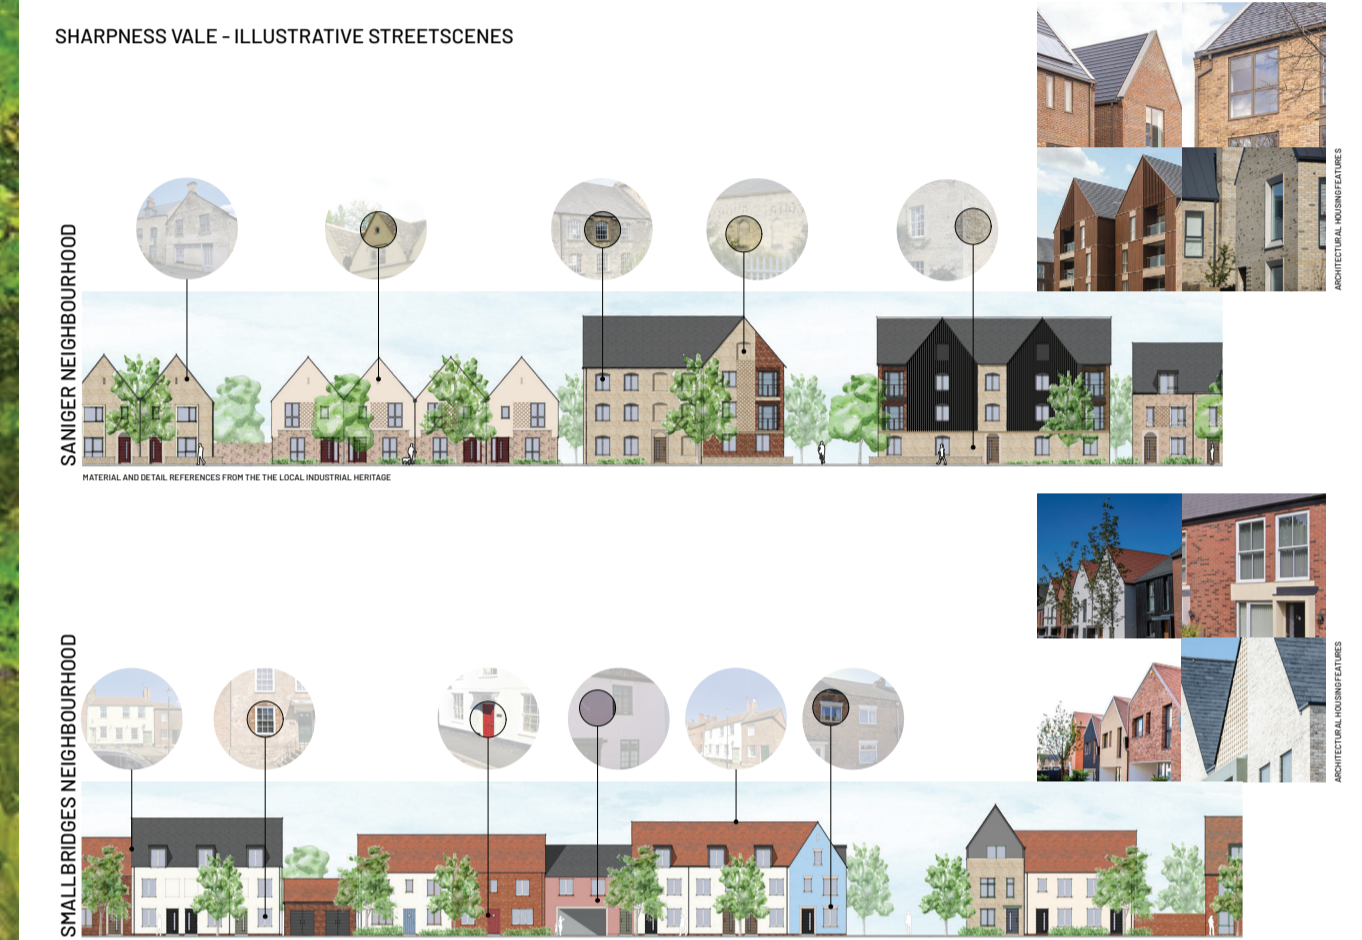 SHARPNESS VALE - ILLUSTRATIVE STREETSCENES
ARCHITECTURAL HOUSING FEATURES
SANIGER NEIGHBOURHOOD
MATERIAL AND DETAIL REFERENCES FROM THE THE LOCAL INDUSTRIAL HERITAGE
ARCHITECTURAL HOUSING FEATURES
SMALLBRIDGES NEIGHBOURHOOD